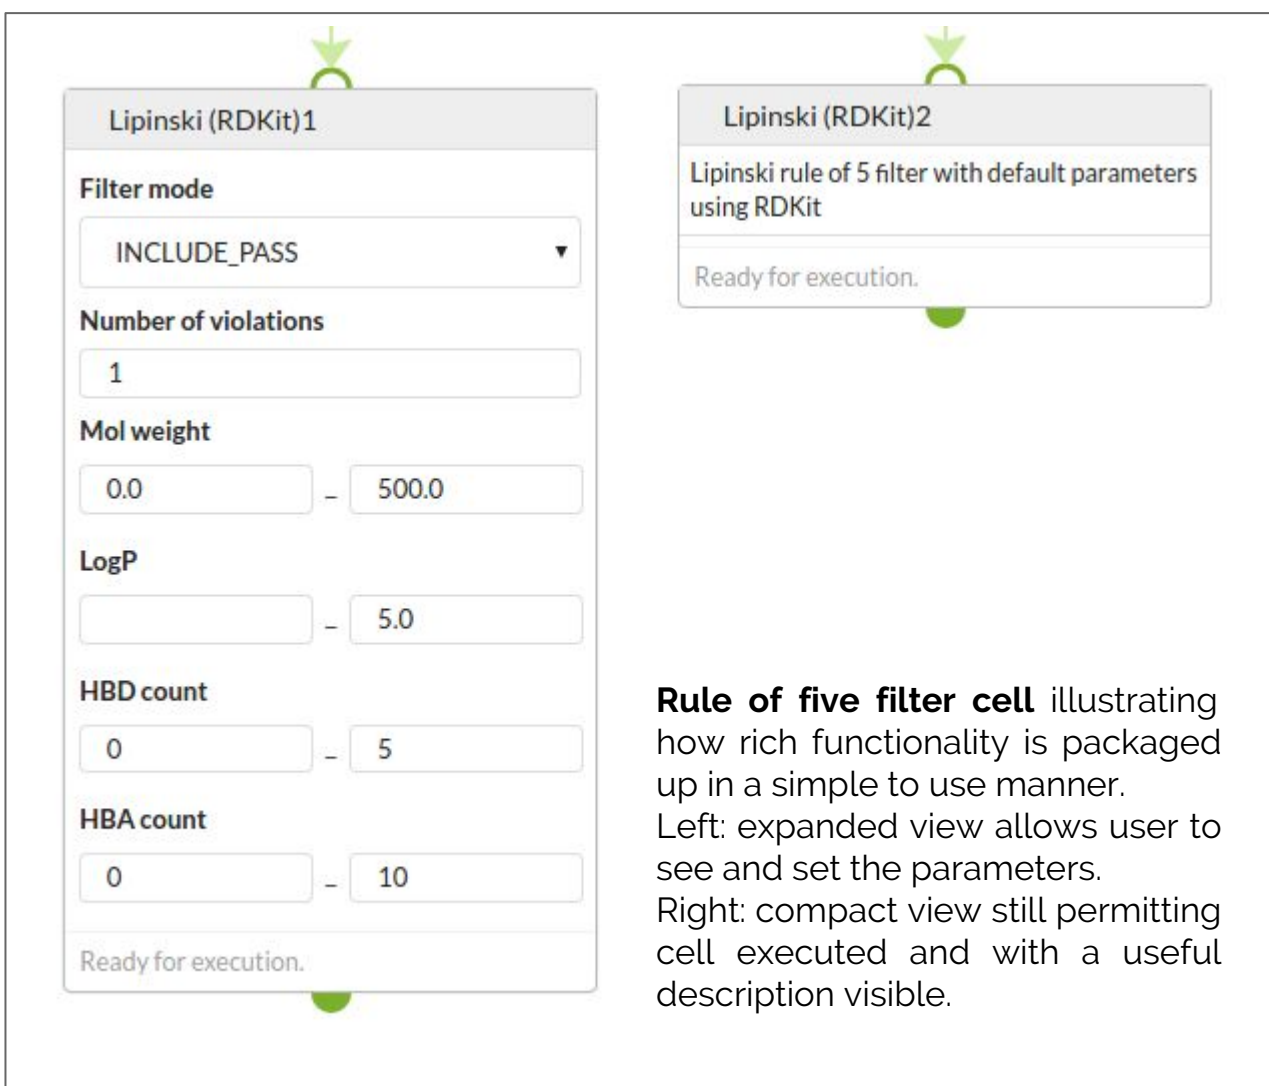 Lipinski (RDKit)1
Filter mode
INCLUDE_PASS
Number of violations
1
Mol weight
0.0 – 500.0
LogP
– 5.0
HBD count
0 – 5
HBA count
0 – 10
Ready for execution.
Lipinski (RDKit)2
Lipinski rule of 5 filter with default parameters
using RDKit
Ready for execution.
Rule of five filter cell illustrating
how rich functionality is packaged
up in a simple to use manner.
Left: expanded view allows user to
see and set the parameters.
Right: compact view still permitting
cell executed and with a useful
description visible.